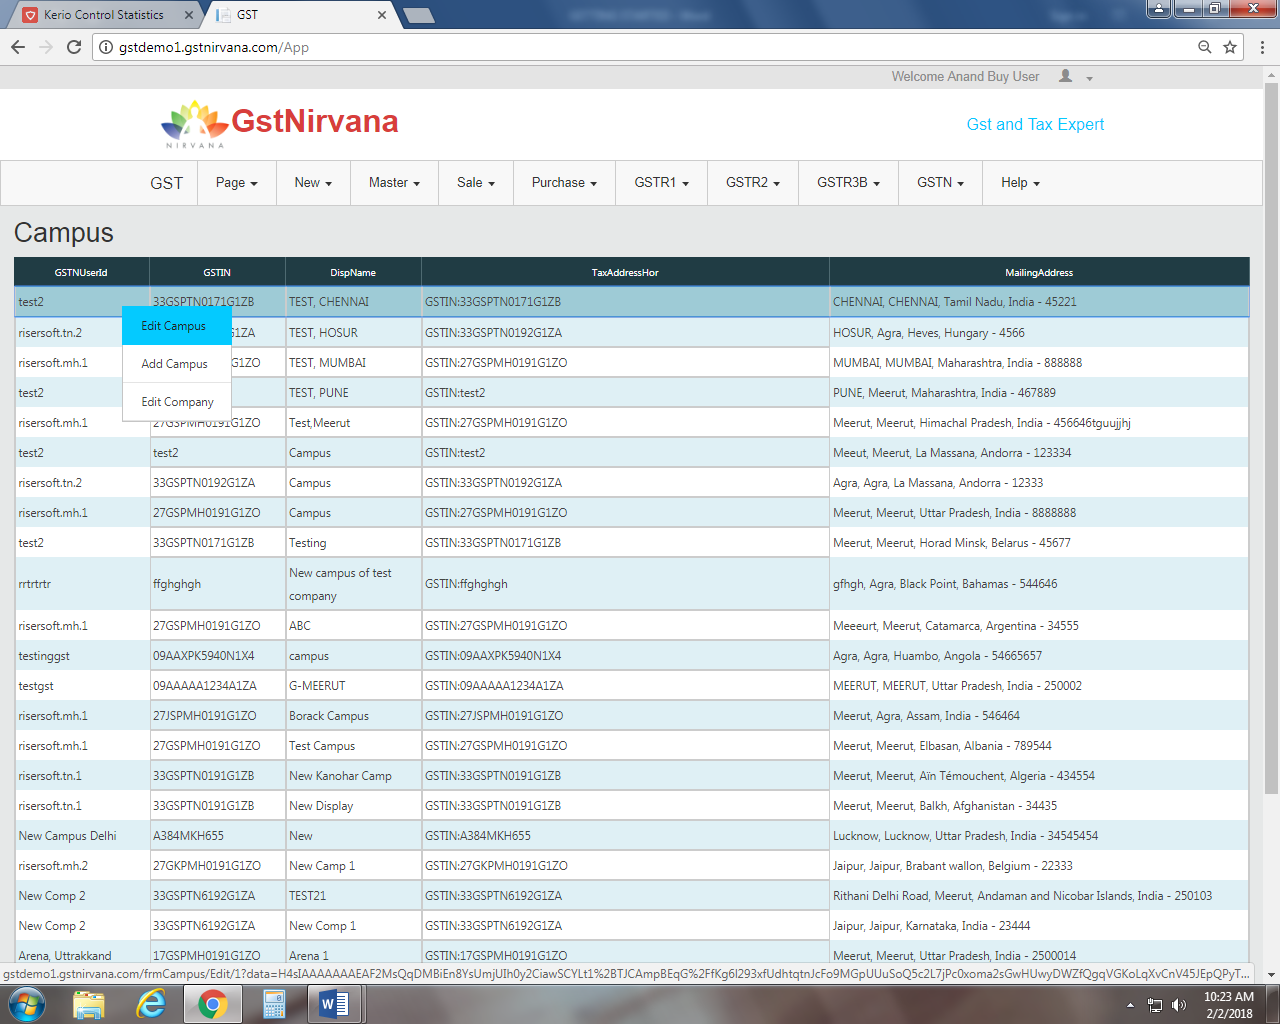 Kerio Control Statistics
GST
gstdemo1.gstnirvana.com/App
Welcome Anand Buy User
NIRVANA
GstNirvana
Gst and Tax Expert
GST Page New Master Sale Purchase GSTR1 GSTR2 GSTR3B GSTN Help
Campus
GSTNUserId GSTIN DispName TaxAddressHor MailingAddress
test2 33GSPTN0171G1ZB TEST, CHENNAI GSTIN:33GSPTN0171G1ZB CHENNAI, CHENNAI, Tamil Nadu, India - 45221
Edit Campus
risersoft.tn.2 G1ZA TEST, HOSUR GSTIN:33GSPTN0192G1ZA HOSUR, Agra, Heves, Hungary - 4566
Add Campus
risersoft.mh.1 G1ZO TEST, MUMBAI GSTIN:27GSPMH0191G1ZO MUMBAI, MUMBAI, Maharashtra, India - 888888
test2 TEST, PUNE GSTIN:test2 PUNE, Meerut, Maharashtra, India - 467889
Edit Company
risersoft.mh.1 27GSPMH0191G1ZO Test,Meerut GSTIN:27GSPMH0191G1ZO Meerut, Meerut, Himachal Pradesh, India - 456646tguujjhj
test2 test2 Campus GSTIN:test2 Meeut, Meerut, La Massana, Andorra - 123334
risersoft.tn.2 33GSPTN0192G1ZA Campus GSTIN:33GSPTN0192G1ZA Agra, Agra, La Massana, Andorra - 12333
risersoft.mh.1 27GSPMH0191G1ZO Campus GSTIN:27GSPMH0191G1ZO Meerut, Meerut, Uttar Pradesh, India - 8888888
test2 33GSPTN0171G1ZB Testing GSTIN:33GSPTN0171G1ZB Meerut, Meerut, Horad Minsk, Belarus - 45677
rrtrtrtr ffghghgh New campus of test company GSTIN:ffghghgh gfhgh, Agra, Black Point, Bahamas - 544646
risersoft.mh.1 27GSPMH0191G1ZO ABC GSTIN:27GSPMH0191G1ZO Meeeurt, Meerut, Catamarca, Argentina - 34555
testinggst 09AAXPK5940N1X4 campus GSTIN:09AAXPK5940N1X4 Agra, Agra, Huambo, Angola - 54665657
testgst 09AAAAA1234A1ZA G-MEERUT GSTIN:09AAAAA1234A1ZA MEERUT, MEERUT, Uttar Pradesh, India - 250002
risersoft.mh.1 27JSPMH0191G1ZO Borack Campus GSTIN:27JSPMH0191G1ZO Meerut, Agra, Assam, India - 546464
risersoft.mh.1 27GSPMH0191G1ZO Test Campus GSTIN:27GSPMH0191G1ZO Meerut, Meerut, Elbasan, Albania - 789544
risersoft.tn.1 33GSPTN0191G1ZB New Kanohar Camp GSTIN:33GSPTN0191G1ZB Meerut, Meerut, Aïn Témouchent, Algeria - 434554
risersoft.tn.1 33GSPTN0191G1ZB New Display GSTIN:33GSPTN0191G1ZB Meerut, Meerut, Balkh, Afghanistan - 34435
New Campus Delhi A384MKH655 New GSTIN:A384MKH655 Lucknow, Lucknow, Uttar Pradesh, India - 34545454
risersoft.mh.2 27GKPMH0191G1ZO New Camp 1 GSTIN:27GKPMH0191G1ZO Jaipur, Jaipur, Brabant wallon, Belgium - 22333
New Comp 2 33GSPTN6192G1ZA TEST21 GSTIN:33GSPTN6192G1ZA Rithani Delhi Road, Meerut, Andaman and Nicobar Islands, India - 250103
New Comp 2 33GSPTN6192G1ZA New Comp 1 GSTIN:33GSPTN6192G1ZA Jaipur, Jaipur, Karnataka, India - 23444
Arena, Uttrakkand 17GSPMH0191G1ZO Arena 1 GSTIN:17GSPMH0191G1ZO Meerut, Meerut, Uttar Pradesh, India - 2500014
10:23 AM
2/2/2018